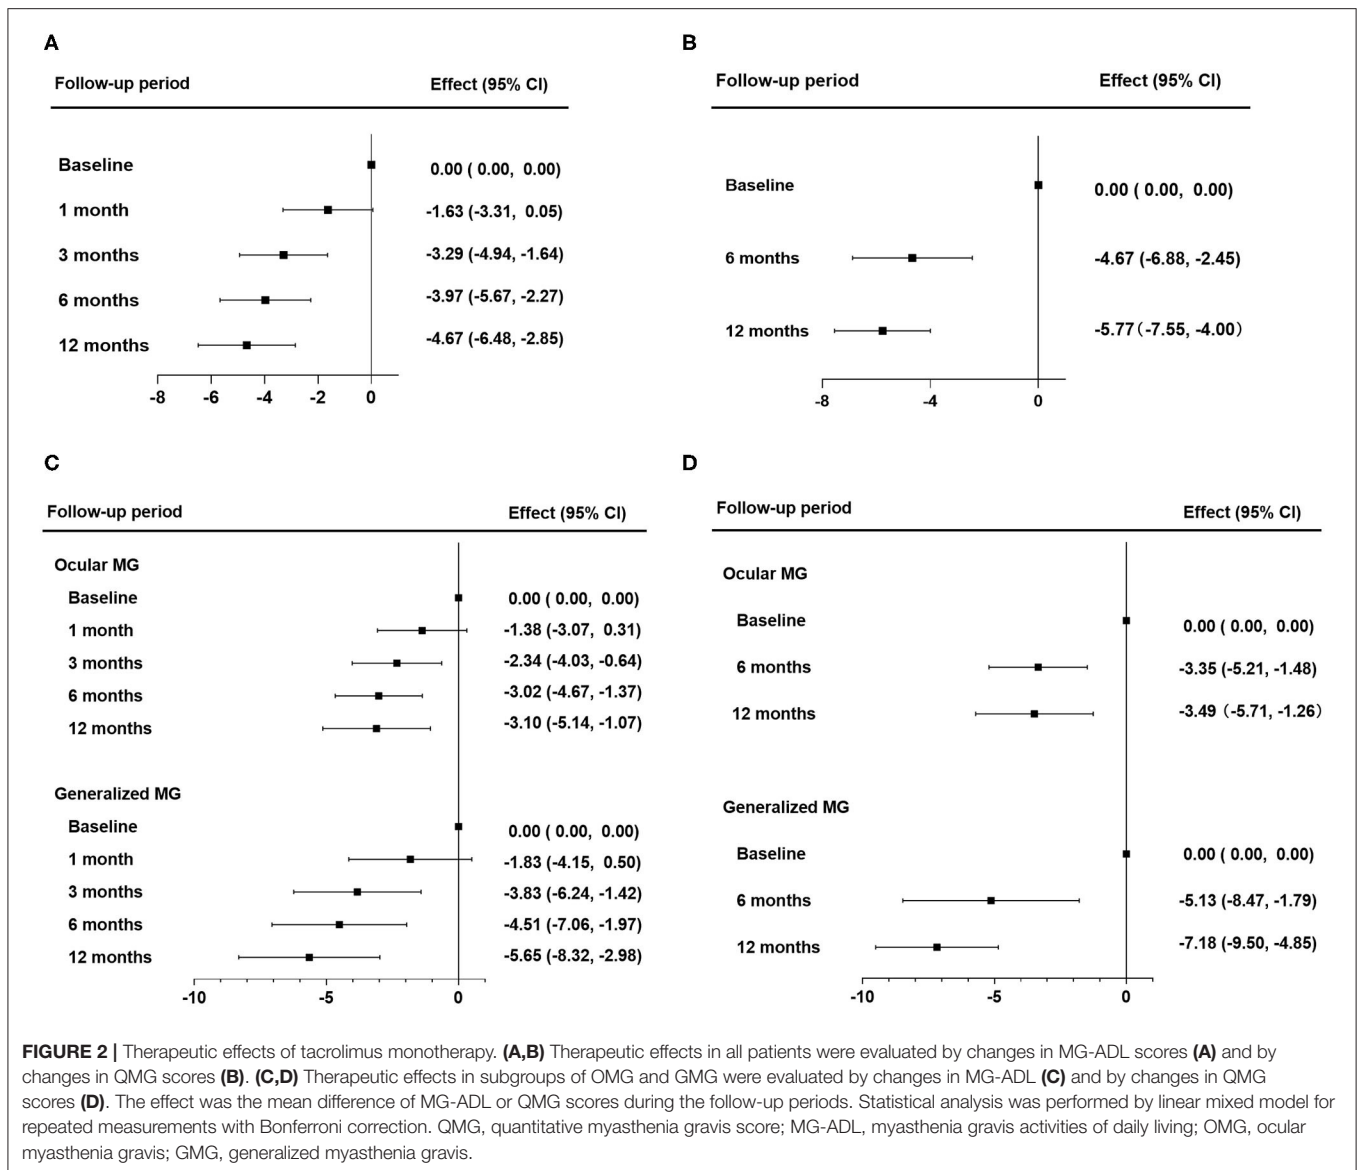 A
Follow-up period Effect (95% CI)
Baseline 0.00 ( 0.00, 0.00)
1 month -1.63 (-3.31, 0.05)
3 months -3.29 (-4.94, -1.64)
6 months -3.97 (-5.67, -2.27)
12 months -4.67 (-6.48, -2.85)
-8 -6 -4 -2 0
B
Follow-up period Effect (95% CI)
Baseline 0.00 ( 0.00, 0.00)
6 months -4.67 (-6.88, -2.45)
12 months -5.77（-7.55, -4.00）
-8 -4 0
C
Follow-up period Effect (95% CI)
Ocular MG
Baseline 0.00 ( 0.00, 0.00)
1 month -1.38 (-3.07, 0.31)
3 months -2.34 (-4.03, -0.64)
6 months -3.02 (-4.67, -1.37)
12 months -3.10 (-5.14, -1.07)
Generalized MG
Baseline 0.00 ( 0.00, 0.00)
1 month -1.83 (-4.15, 0.50)
3 months -3.83 (-6.24, -1.42)
6 months -4.51 (-7.06, -1.97)
12 months -5.65 (-8.32, -2.98)
-10 -5 0
D
Follow-up period Effect (95% CI)
Ocular MG
Baseline 0.00 ( 0.00, 0.00)
6 months -3.35 (-5.21, -1.48)
12 months -3.49（-5.71, -1.26）
Generalized MG
Baseline 0.00 ( 0.00, 0.00)
6 months -5.13 (-8.47, -1.79)
12 months -7.18 (-9.50, -4.85)
-10 -5 0
FIGURE 2 | Therapeutic effects of tacrolimus monotherapy. (A,B) Therapeutic effects in all patients were evaluated by changes in MG-ADL scores (A) and by
changes in QMG scores (B). (C,D) Therapeutic effects in subgroups of OMG and GMG were evaluated by changes in MG-ADL (C) and by changes in QMG
scores (D). The effect was the mean difference of MG-ADL or QMG scores during the follow-up periods. Statistical analysis was performed by linear mixed model for
repeated measurements with Bonferroni correction. QMG, quantitative myasthenia gravis score; MG-ADL, myasthenia gravis activities of daily living; OMG, ocular
myasthenia gravis; GMG, generalized myasthenia gravis.